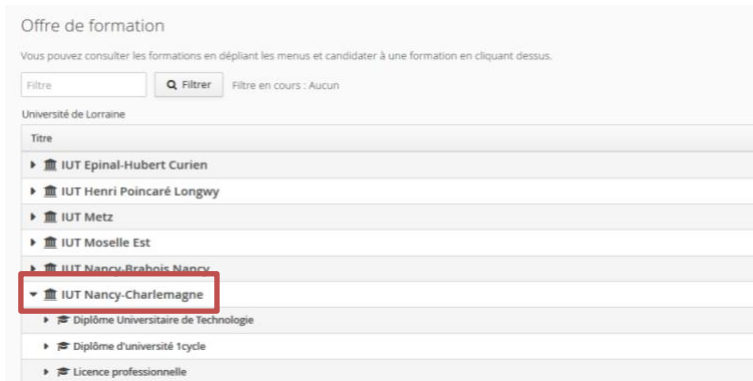 Offre de formation
Vous pouvez consulter les formations en dépliant les menus et candidater à une formation en cliquant dessus.
Filtre Filtrer Filtre en cours : Aucun
Université de Lorraine
Titre
IUT Epinal-Hubert Curien
IUT Henri Poincaré Longwy
IUT Metz
IUT Moselle Est
IUT Nancy-Brabois Nancy
IUT Nancy-Charlemagne
Diplôme Universitaire de Technologie
Diplôme d'université 1cycle
Licence professionnelle